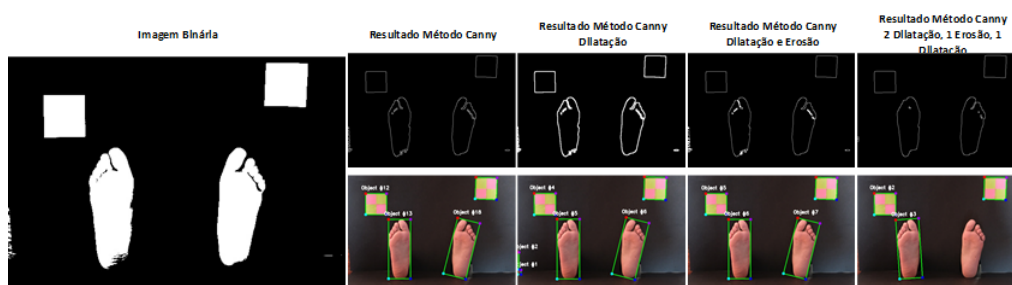 Imagem Binária
Resultado Método Canny
Resultado Método Canny
Dilatação
Resultado Método Canny
Dilatação e Erosão
Resultado Método Canny
2 Dilatação, 1 Erosão, 1
Dilatação
Object #12
Object #13
Object #16
Object #4
Object #5
Object #6
Object #2
Object #1
Object #5
Object #6
Object #7
Object #2
Object #3